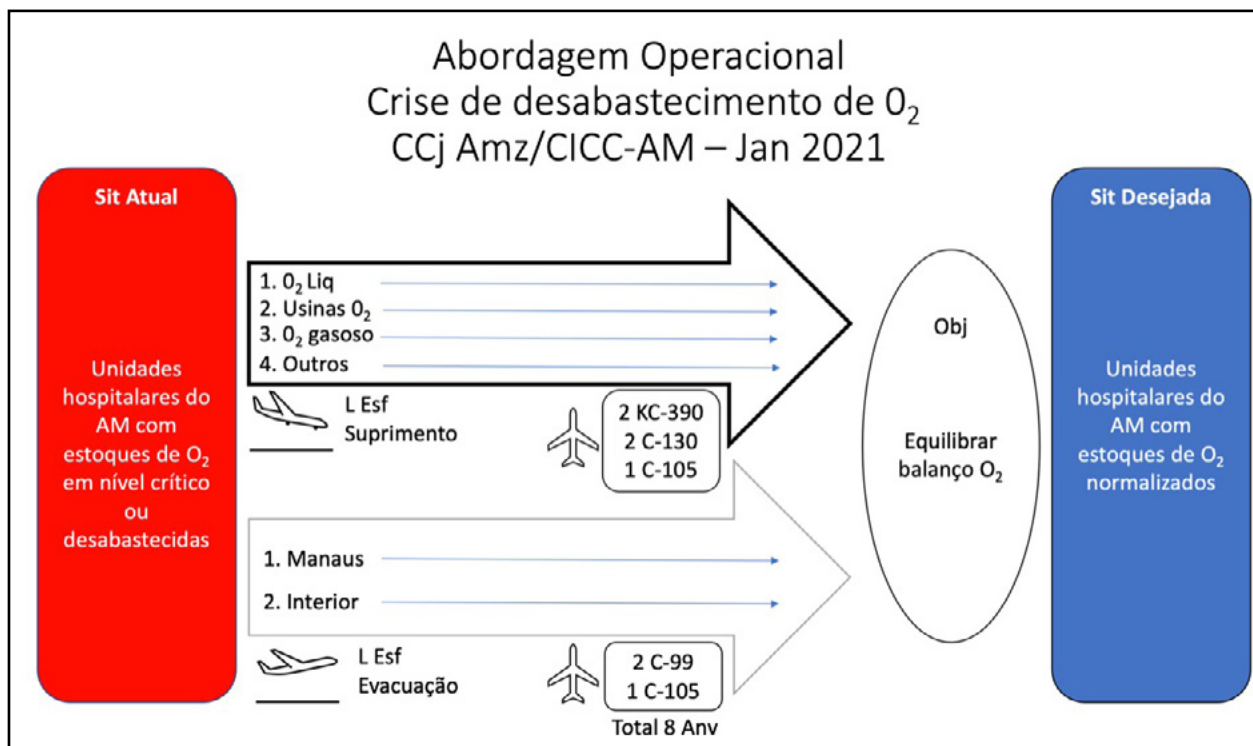 Abordagem Operacional
Crise de desabastecimento de 0₂
CCj Amz/CICC-AM – Jan 2021
Sit Atual
Unidades
hospitalares do
AM com
estoques de O₂
em nível crítico
ou
desabastecidas
1. 0₂ Liq
2. Usinas 0₂
3. 0₂ gasoso
4. Outros
L Esf
Suprimento
2 KC-390
2 C-130
1 C-105
1. Manaus
2. Interior
L Esf
Evacuação
2 C-99
1 C-105
Total 8 Anv
Obj
Equilibrar
balanço O₂
Sit Desejada
Unidades
hospitalares do
AM com
estoques de O₂
normalizados